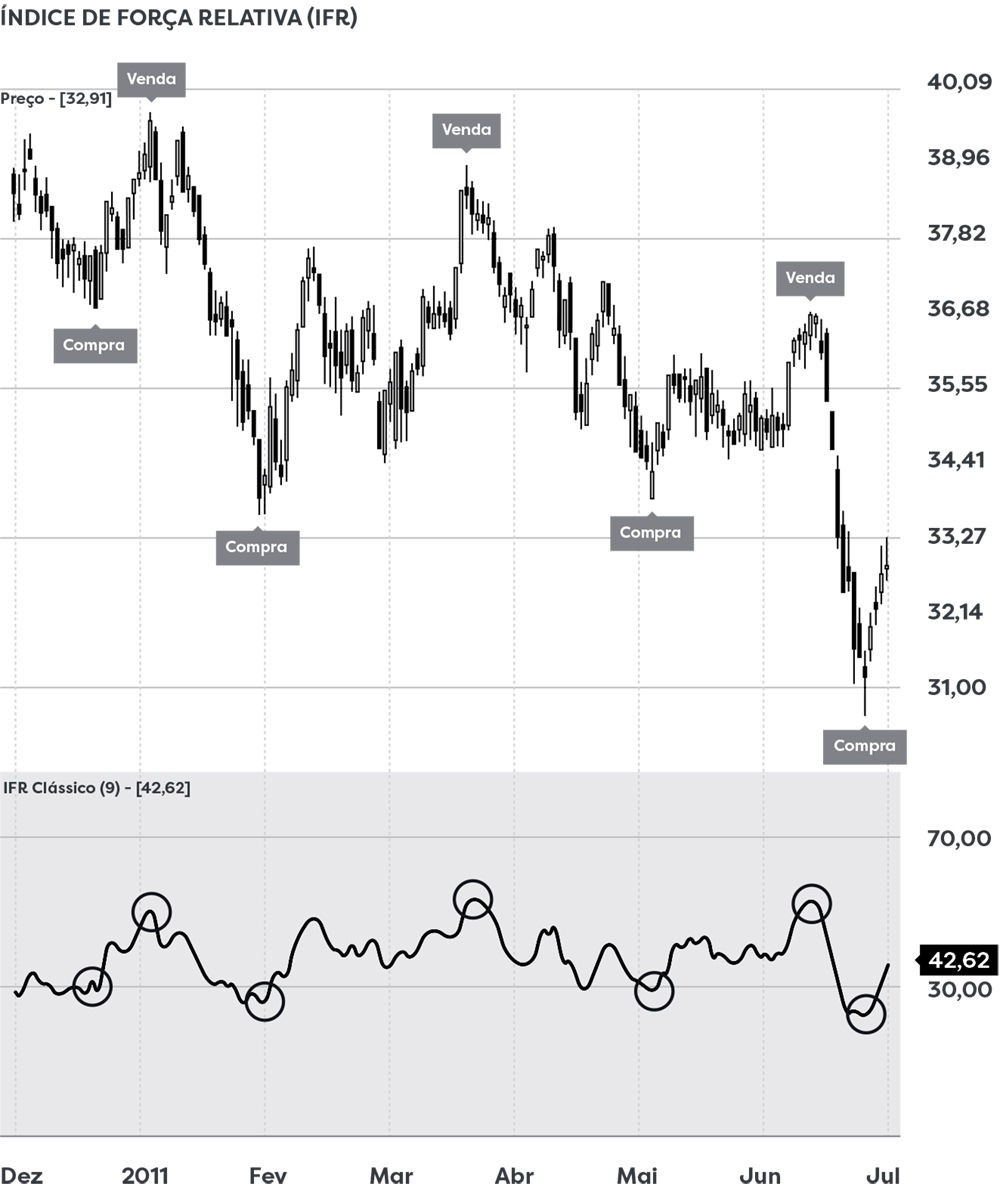 ÍNDICE DE FORÇA RELATIVA (IFR)
Venda
40,09
Preço - [32,91]
Venda
38,96
37,82
Venda
36,68
Compra
35,55
34,41
Compra
33,27
Compra
32,14
31,00
Compra
IFR Clássico (9) - [42,62]
70,00
42,62
30,00
Dez 2011 Fev Mar Abr Mai Jun Jul